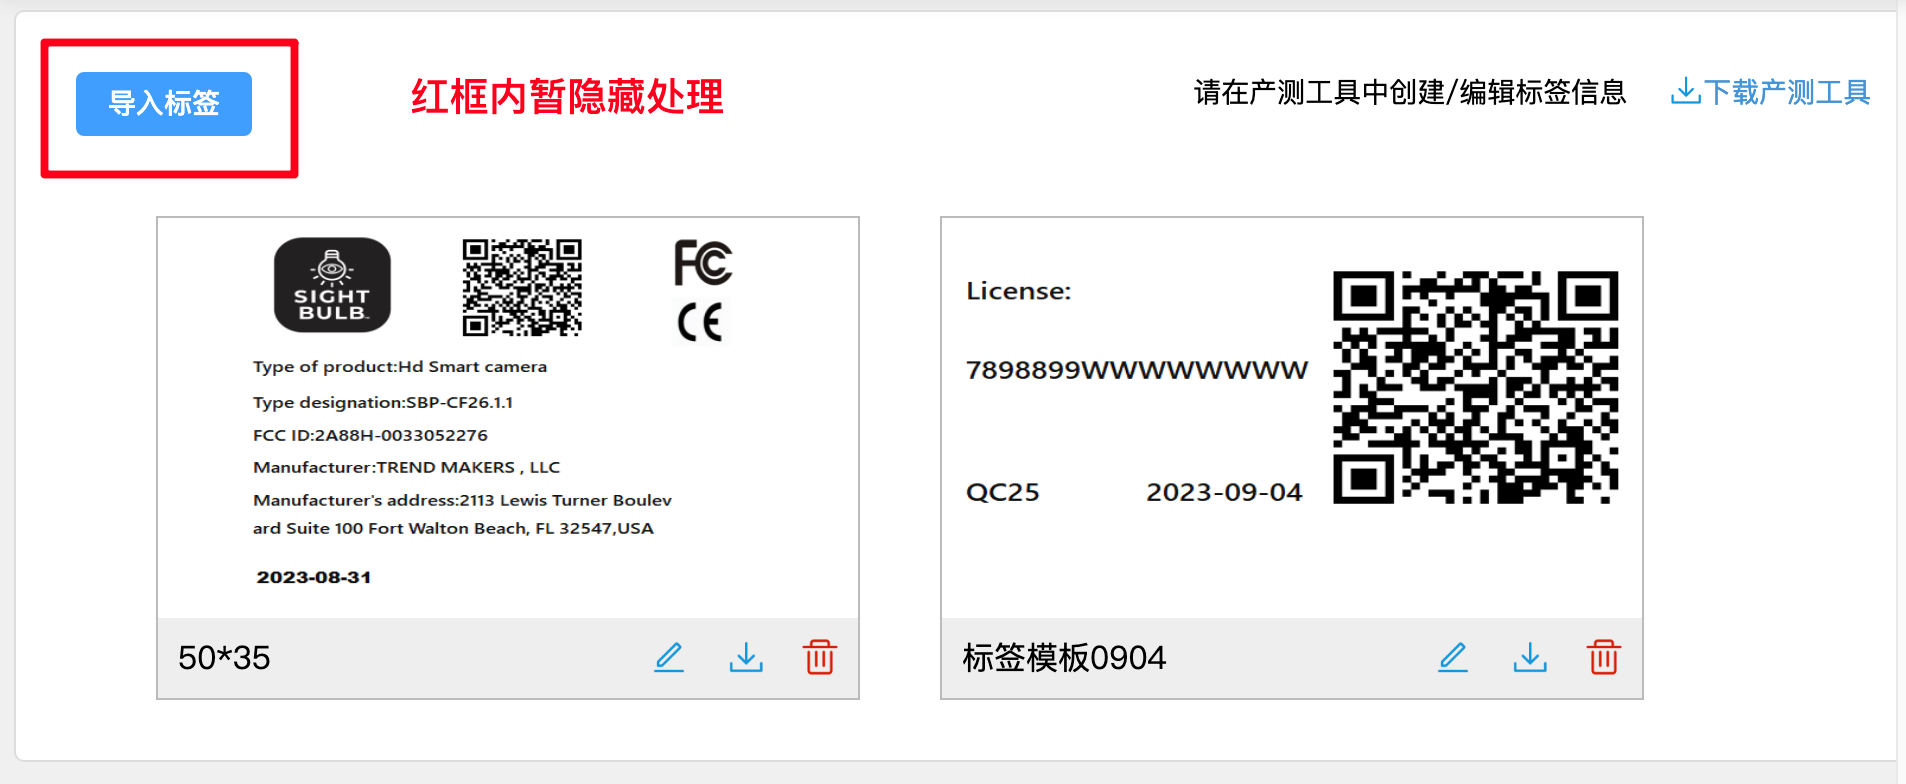 导入标签
红框内暂隐藏处理
请在产测工具中创建/编辑标签信息
下载产测工具
SIGHT
BULB
FC
CE
Type of product:Hd Smart camera
Type designation:SBP-CF26.1.1
FCC ID:2A88H-0033052276
Manufacturer:TREND MAKERS , LLC
Manufacturer's address:2113 Lewis Turner Boulev
ard Suite 100 Fort Walton Beach, FL 32547,USA
2023-08-31
50*35
License:
7898899WWWWWWWW
QC25 2023-09-04
标签模板0904